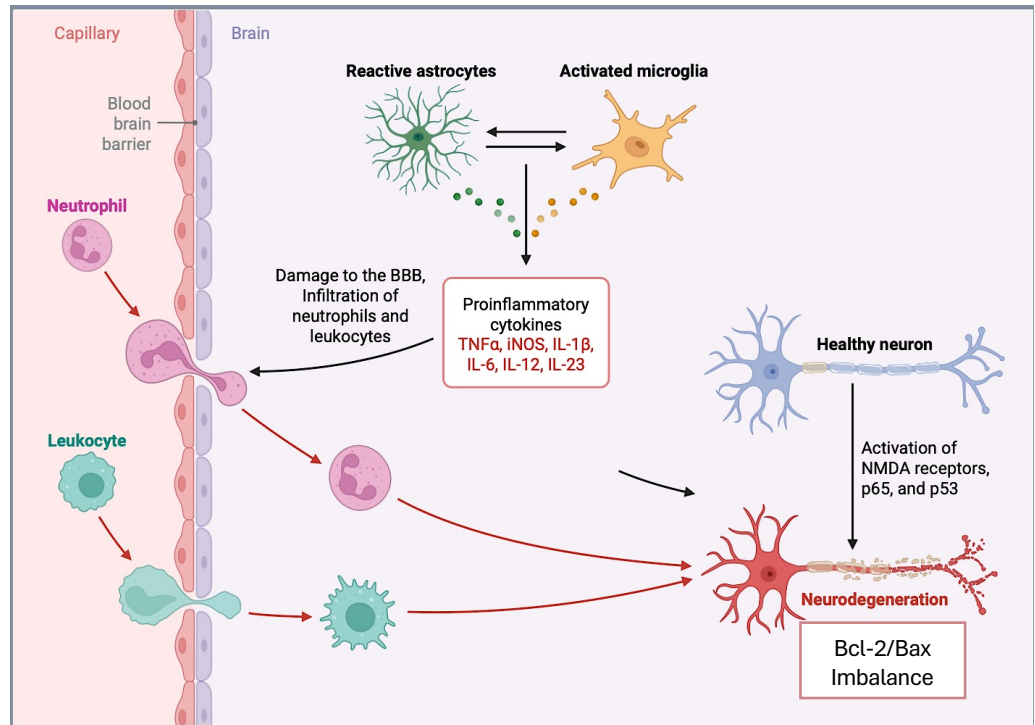 Capillary
Brain
Reactive astrocytes
Activated microglia
Blood
brain
barrier
Neutrophil
Damage to the BBB,
Infiltration of
neutrophils and
leukocytes
Proinflammatory
cytokines
TNFα, iNOS, IL-1β,
IL-6, IL-12, IL-23
Healthy neuron
Leukocyte
Activation of
NMDA receptors,
p65, and p53
Neurodegeneration
Bcl-2/Bax
Imbalance